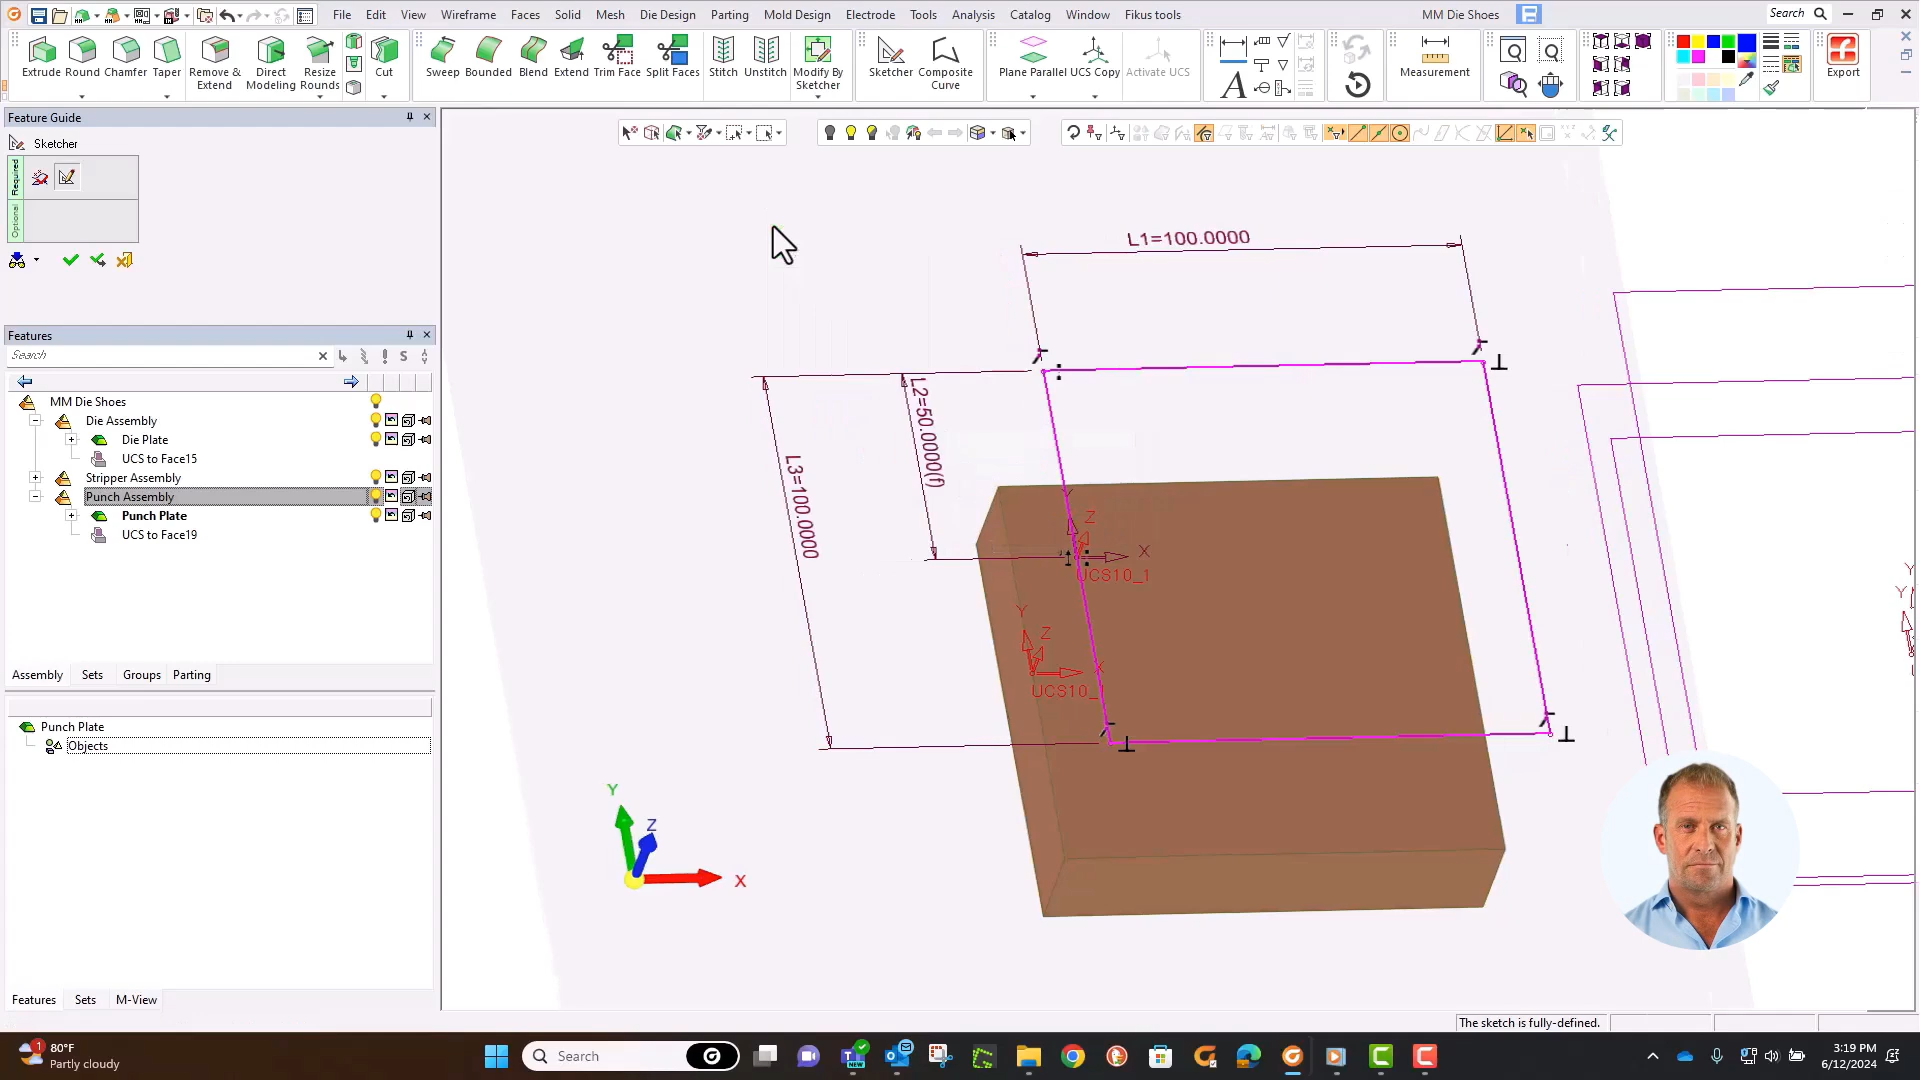 File Edit View Wireframe Faces Solid Mesh Die Design Parting Mold Design Electrode Tools Analysis Catalog Window Fikus tools MM Die Shoes Search
Extrude Round Chamfer Taper Remove & Extend Direct Modeling Resize Rounds Cut Sweep Bounded Blend Extend Trim Face Split Faces Stitch Unstitch Modify By Sketcher Sketcher Composite Curve Plane Parallel UCS Copy Activate UCS A Measurement Export
Feature Guide
Sketcher
Required
Optional
Features
Search
S
MM Die Shoes
Die Assembly
Die Plate
UCS to Face15
Stripper Assembly
Punch Assembly
Punch Plate
UCS to Face19
Assembly Sets Groups Parting
Punch Plate
Objects
Features Sets M-View
L1=100.0000
L2=50.0000(f)
L3=100.0000
Y
Z
X
UCS10_1
Y
Z
X
UCS10_
Y
Z
X
Y
Y
The sketch is fully-defined.
1
80°F
Partly cloudy
Search
NEW
NEW
3:19 PM
6/12/2024